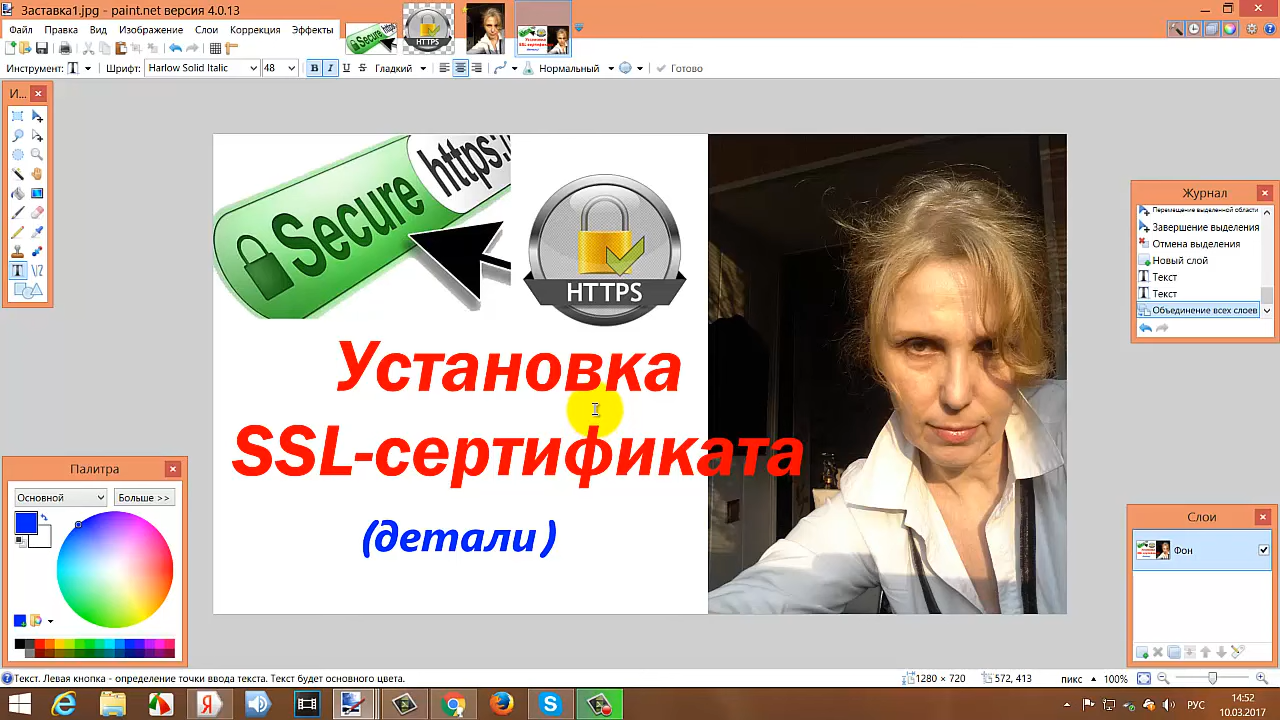 Заставка1.jpg - paint.net версия 4.0.13
Файл Правка Вид Изображение Слои Коррекция Эффекты
Инструмент: T Шрифт: Harlow Solid Italic 48 B I U S Гладкий Нормальный Готово
И...
Secure https:/
HTTPS
Установка
SSL-сертификата
(детали)
Журнал
Перемещение выделенной области
Завершение выделения
Отмена выделения
Новый слой
Текст
Текст
Объединение всех слоев
Палитра
Основной Больше >>
Слои
Фон
Текст. Левая кнопка - определение точки ввода текста. Текст будет основного цвета.
1280 × 720 572, 413 пикс 100%
РУС
14:52
10.03.2017